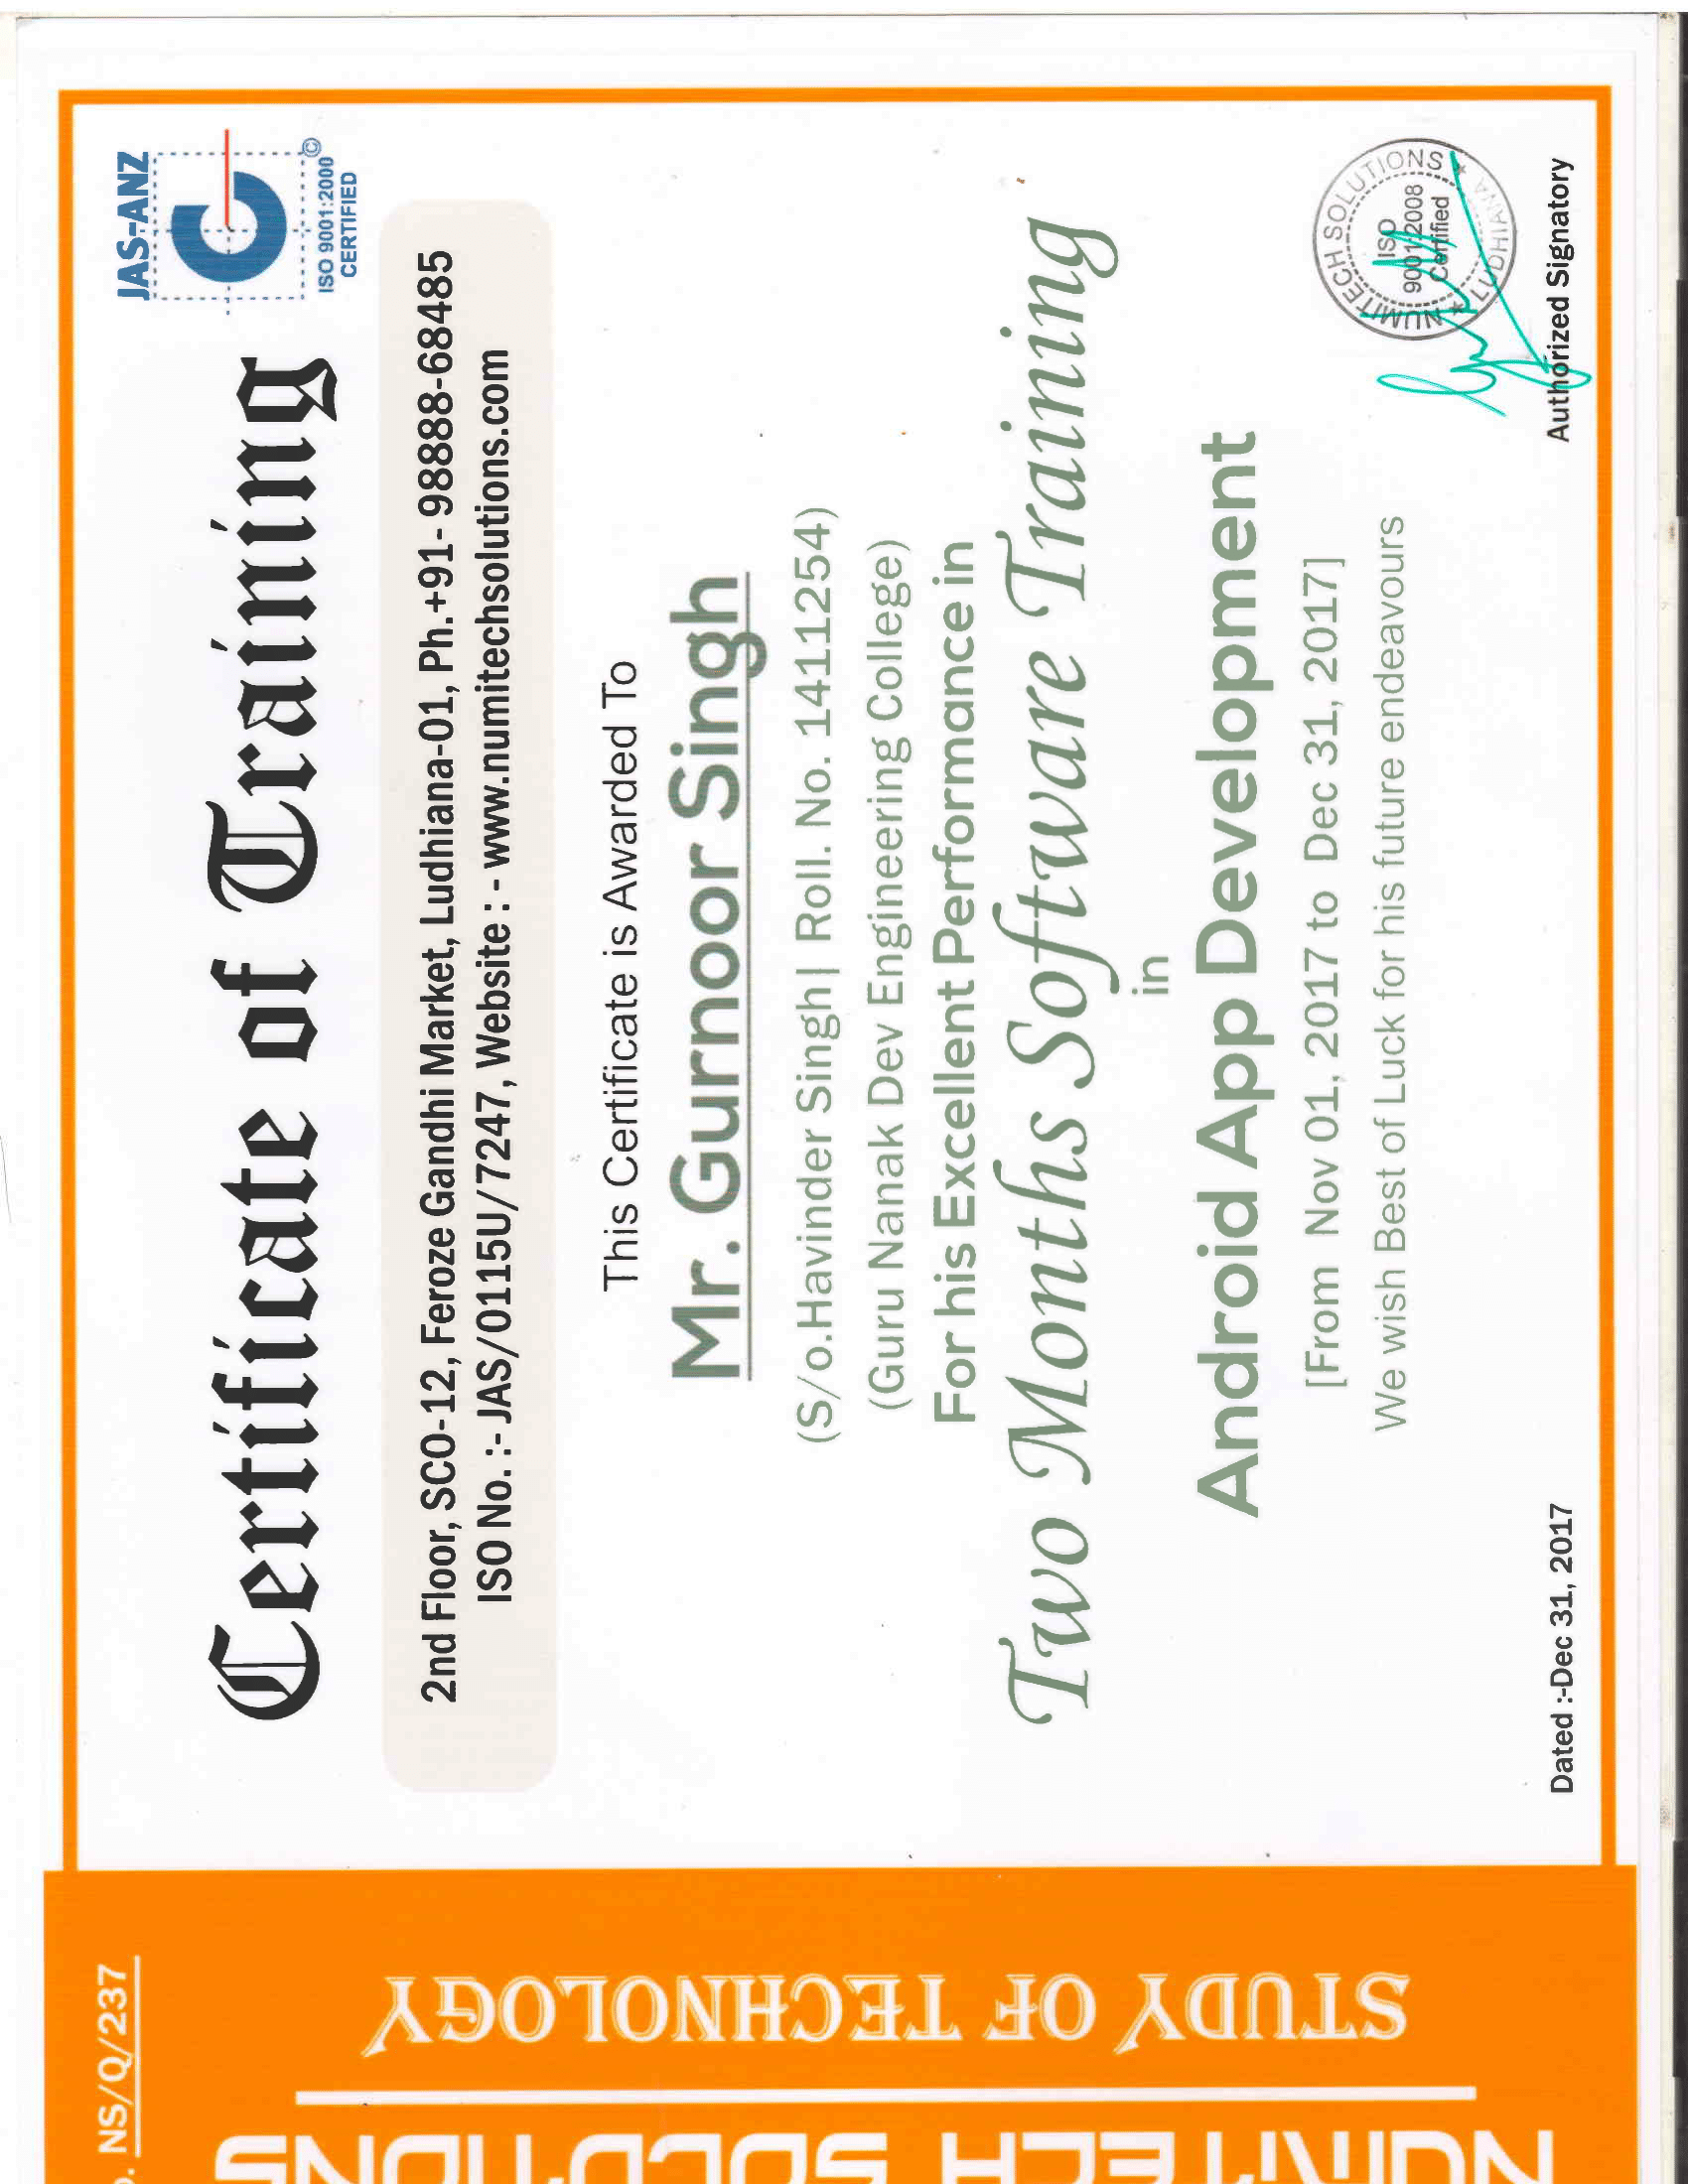 JAS-ANZ
©
ISO 9001:2000
CERTIFIED
Certificate of Training
2nd Floor, SCO-12, Feroze Gandhi Market, Ludhiana-01, Ph.+91- 98888-68485
ISO No. :- JAS/0115U/7247, Website : - www.numitechsolutions.com
This Certificate is Awarded To
Mr. Gurnoor Singh
(S/o.Havinder Singh| Roll. No. 1411254)
(Guru Nanak Dev Engineering College)
For his Excellent Performance in
Two Months Software Training
in
Android App Development
[From Nov 01, 2017 to Dec 31, 2017]
We wish Best of Luck for his future endeavours
NUMITECH SOLUTIONS
ISO
9001:2008
Certified
LUDHIANA
Dated :-Dec 31, 2017
Authorized Signatory
NS/Q/237
NUMITECH SOLUTIONS
STUDY OF TECHNOLOGY